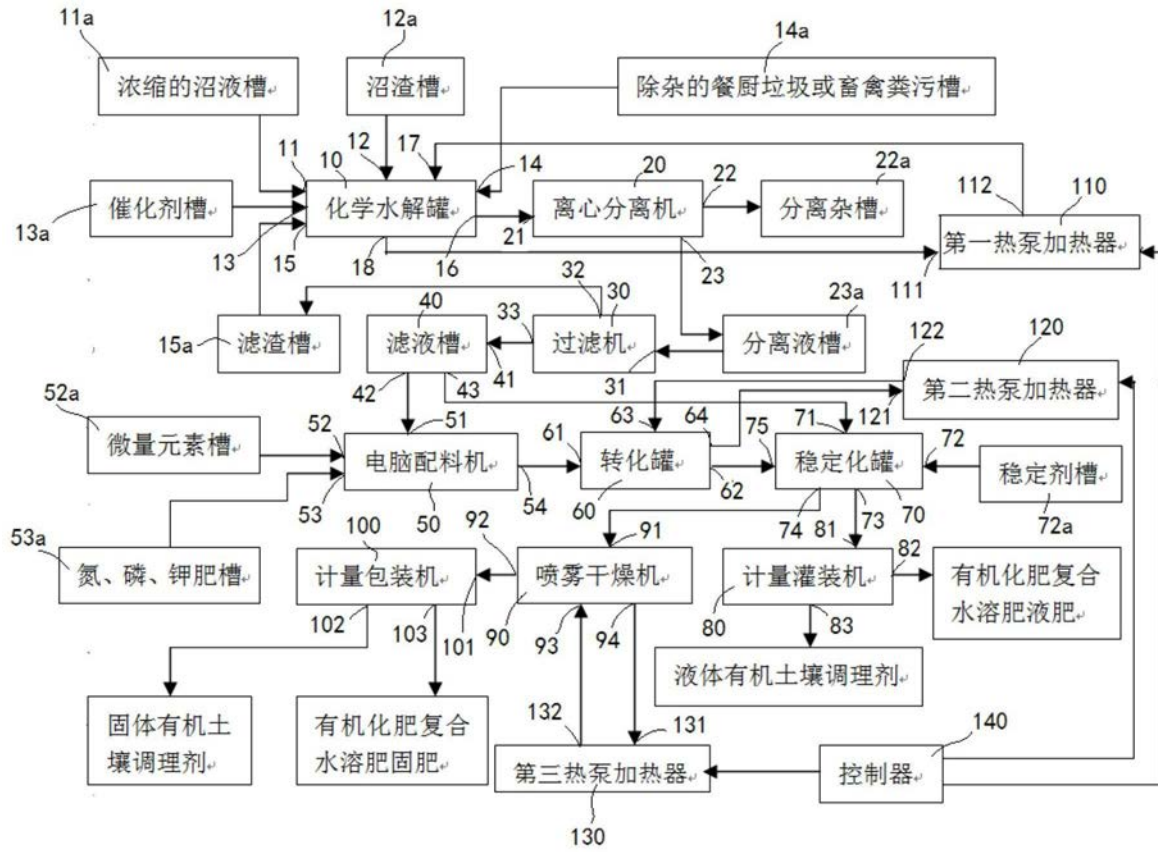 11a
12a
14a
浓缩的沼液槽
沼渣槽
除杂的餐厨垃圾或畜禽粪污槽
11
10
12
17
14
20
22
22a
112
110
催化剂槽
化学水解罐
离心分离机
分离杂槽
第一热泵加热器
13a
13
15
18
16
21
23
111
32
30
23a
40
33
120
15a
滤渣槽
滤液槽
过滤机
分离液槽
122
第二热泵加热器
42
43
41
31
121
52a
微量元素槽
52
51
61
63
64
75
71
72
电脑配料机
转化罐
稳定化罐
稳定剂槽
53
50
54
60
62
74
73
70
72a
53a
100
92
91
81
82
氮、磷、钾肥槽
计量包装机
喷雾干燥机
计量灌装机
有机化肥复合
水溶肥液肥
102
103
101
90
93
94
80
83
液体有机土壤调理剂
固体有机土
壤调理剂
有机化肥复合
水溶肥固肥
132
131
140
第三热泵加热器
控制器
130